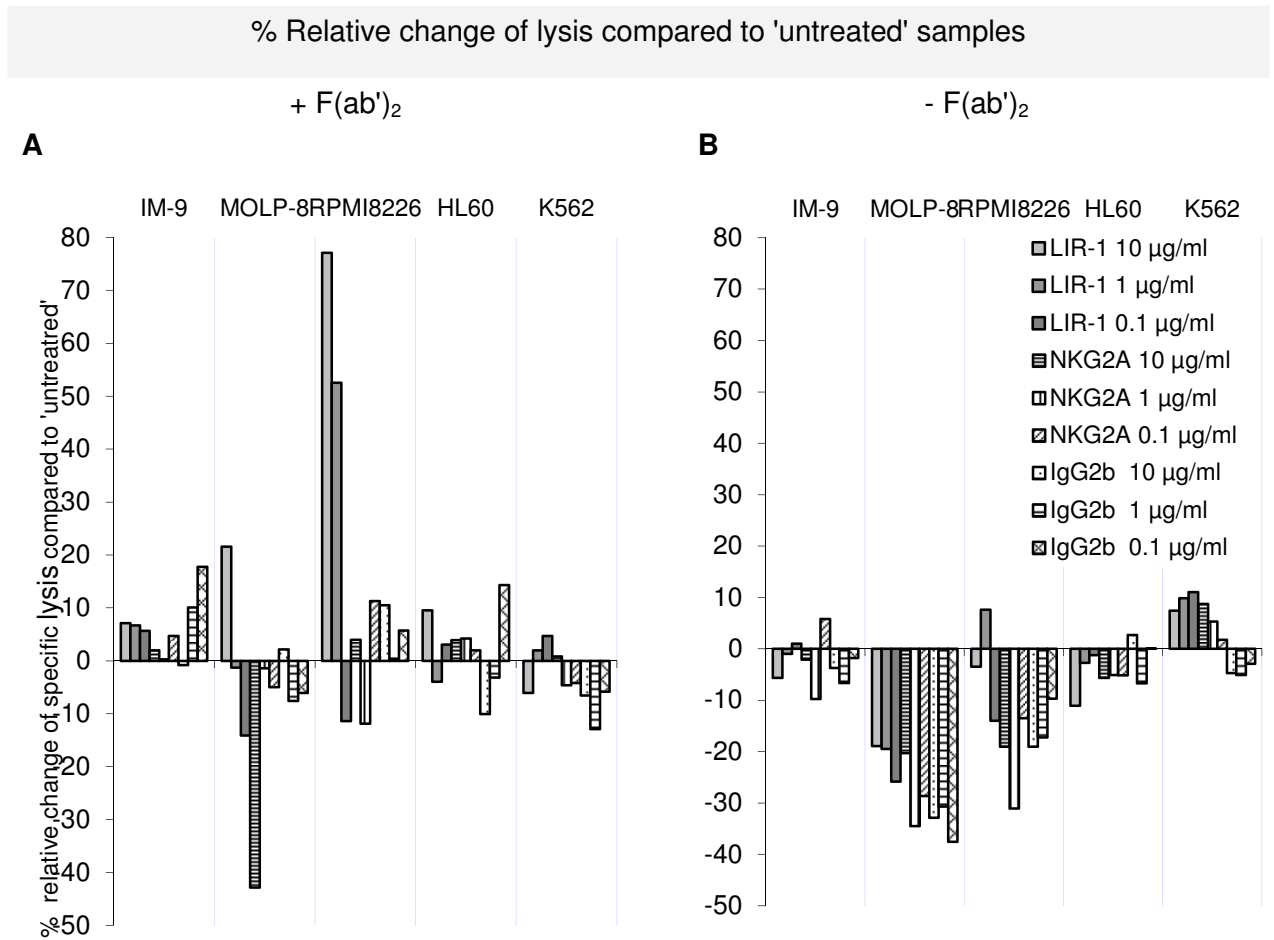 % Relative change of lysis compared to 'untreated' samples
+ F(ab')₂
- F(ab')₂
A
B
IM-9 MOLP-8 RPMI8226 HL60 K562
% relative change of specific lysis compared to 'untreatred'
80
70
60
50
40
30
20
10
0
-10
-20
-30
-40
-50
IM-9 MOLP-8 RPMI8226 HL60 K562
80
70
60
50
40
30
20
10
0
-10
-20
-30
-40
-50
LIR-1 10 µg/ml
LIR-1 1 µg/ml
LIR-1 0.1 µg/ml
NKG2A 10 µg/ml
NKG2A 1 µg/ml
NKG2A 0.1 µg/ml
IgG2b 10 µg/ml
IgG2b 1 µg/ml
IgG2b 0.1 µg/ml